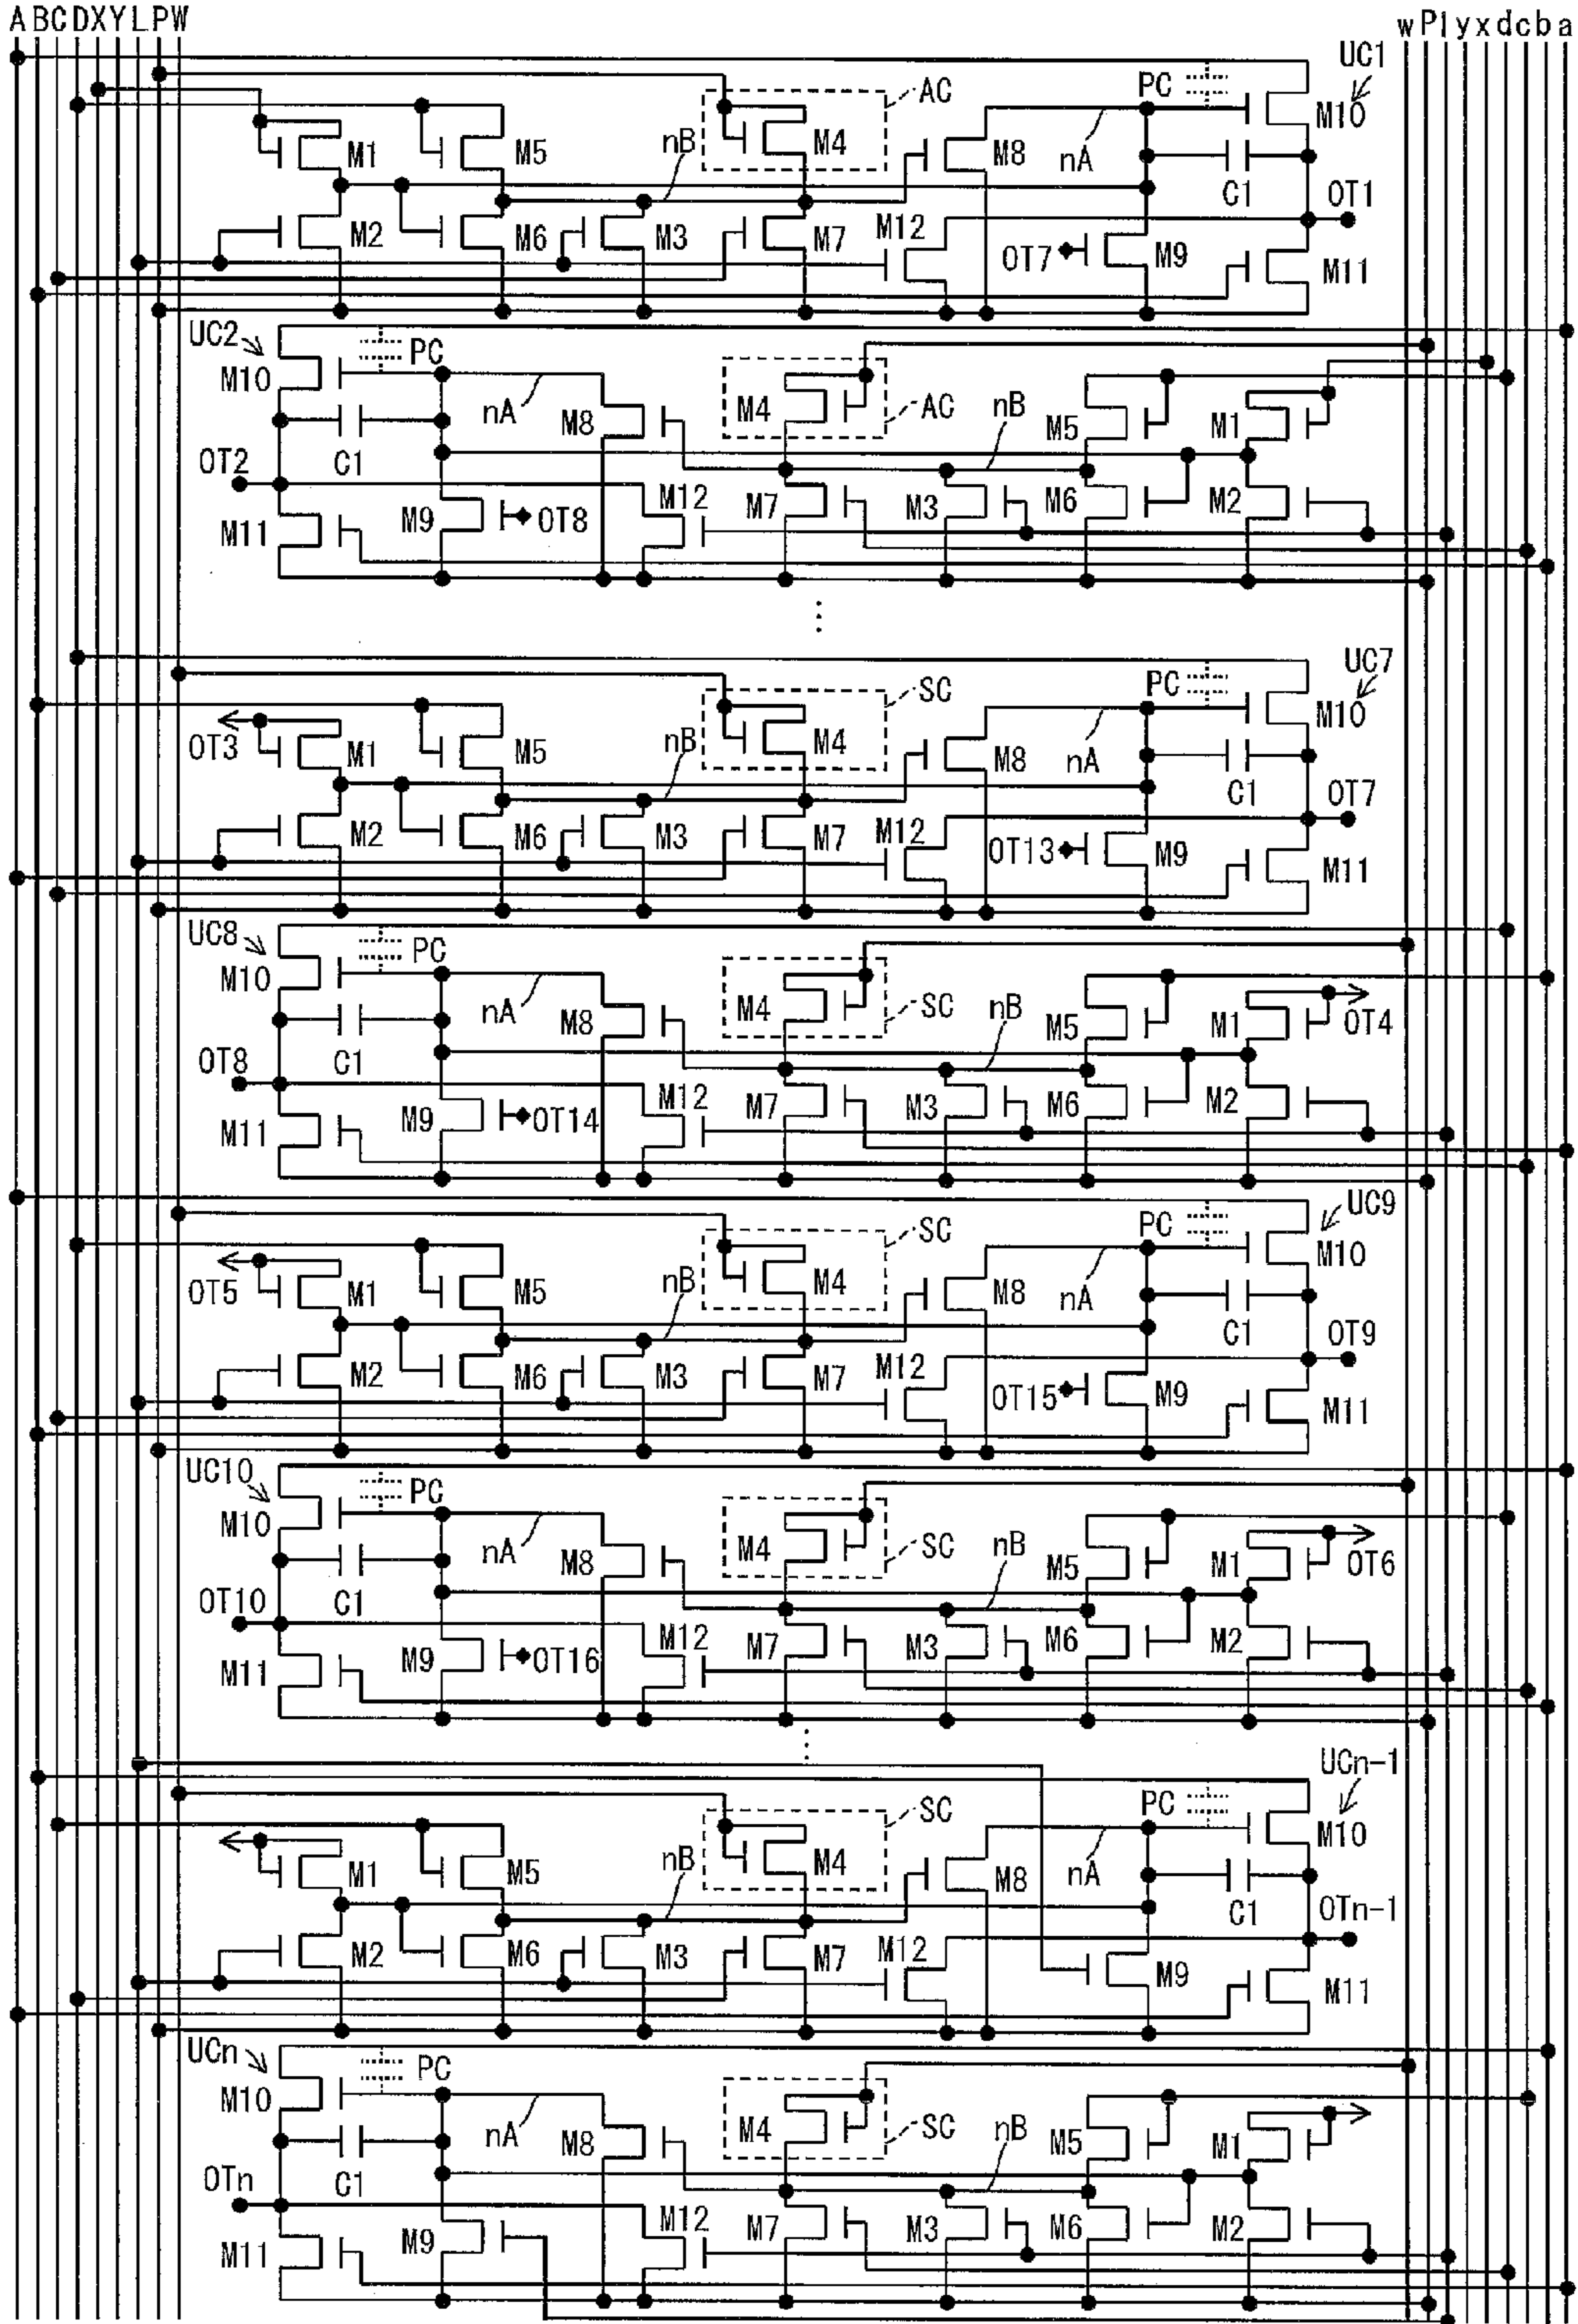 ABCDXYLPW
wPlyxdcba
UC1
PC
AC
M10
M1
M5
nB
M4
M8
nA
C1
OT1
M2
M6
M3
M7
M12
OT7
M9
M11
UC2
PC
M10
nA
M8
M4
AC
nB
M5
M1
OT2
C1
M11
M9
OT8
M12
M7
M3
M6
M2
UC7
PC
SC
M10
OT3
M1
M5
nB
M4
M8
nA
C1
OT7
M2
M6
M3
M7
M12
OT13
M9
M11
UC8
PC
M10
nA
M8
M4
SC
nB
M5
M1
OT4
OT8
C1
M11
M9
OT14
M12
M7
M3
M6
M2
UC9
PC
SC
M10
OT5
M1
M5
nB
M4
M8
nA
C1
OT9
M2
M6
M3
M7
M12
OT15
M9
M11
UC10
PC
M10
nA
M8
M4
SC
nB
M5
M1
OT6
OT10
C1
M11
M9
OT16
M12
M7
M3
M6
M2
UCn-1
PC
SC
M10
M1
M5
nB
M4
M8
nA
C1
OTn-1
M2
M6
M3
M7
M12
M9
M11
UCn
PC
M10
nA
M8
M4
SC
nB
M5
M1
OTn
C1
M11
M9
M12
M7
M3
M6
M2